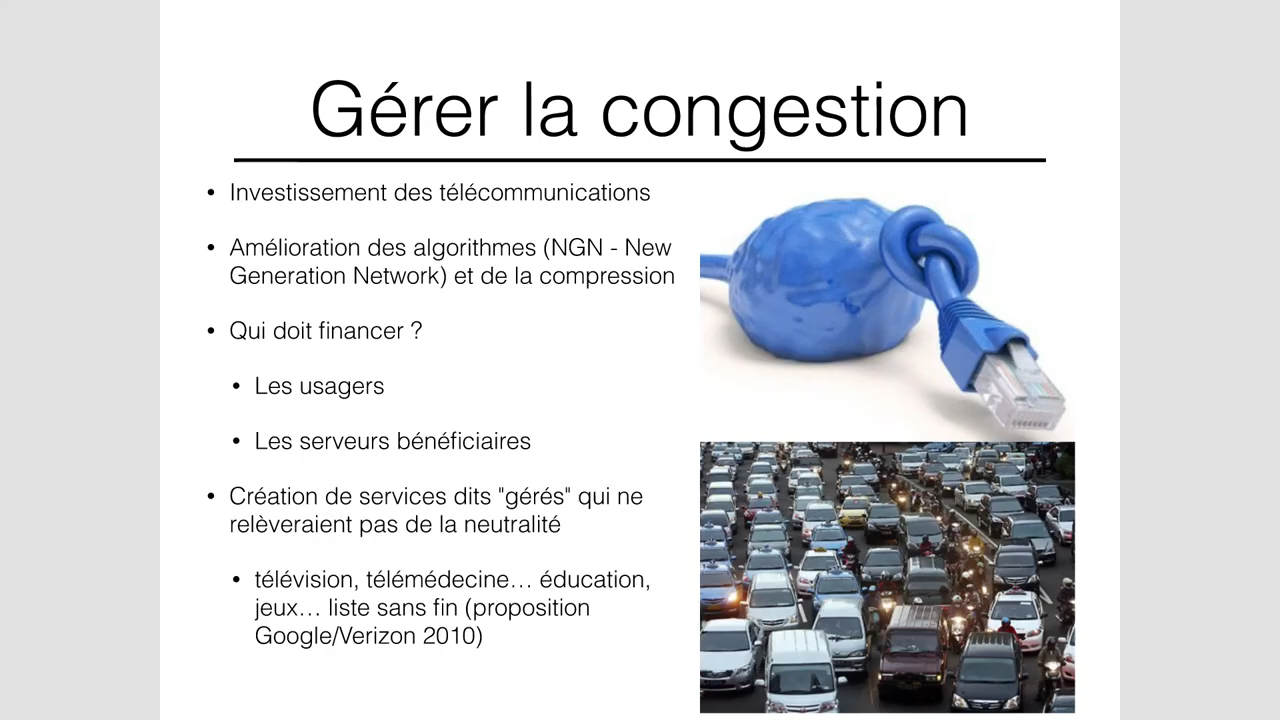 Gérer la congestion
• Investissement des télécommunications
• Amélioration des algorithmes (NGN - New
Generation Network) et de la compression
• Qui doit financer ?
• Les usagers
• Les serveurs bénéficiaires
• Création de services dits "gérés" qui ne
relèveraient pas de la neutralité
• télévision, télémédecine… éducation,
jeux… liste sans fin (proposition
Google/Verizon 2010)